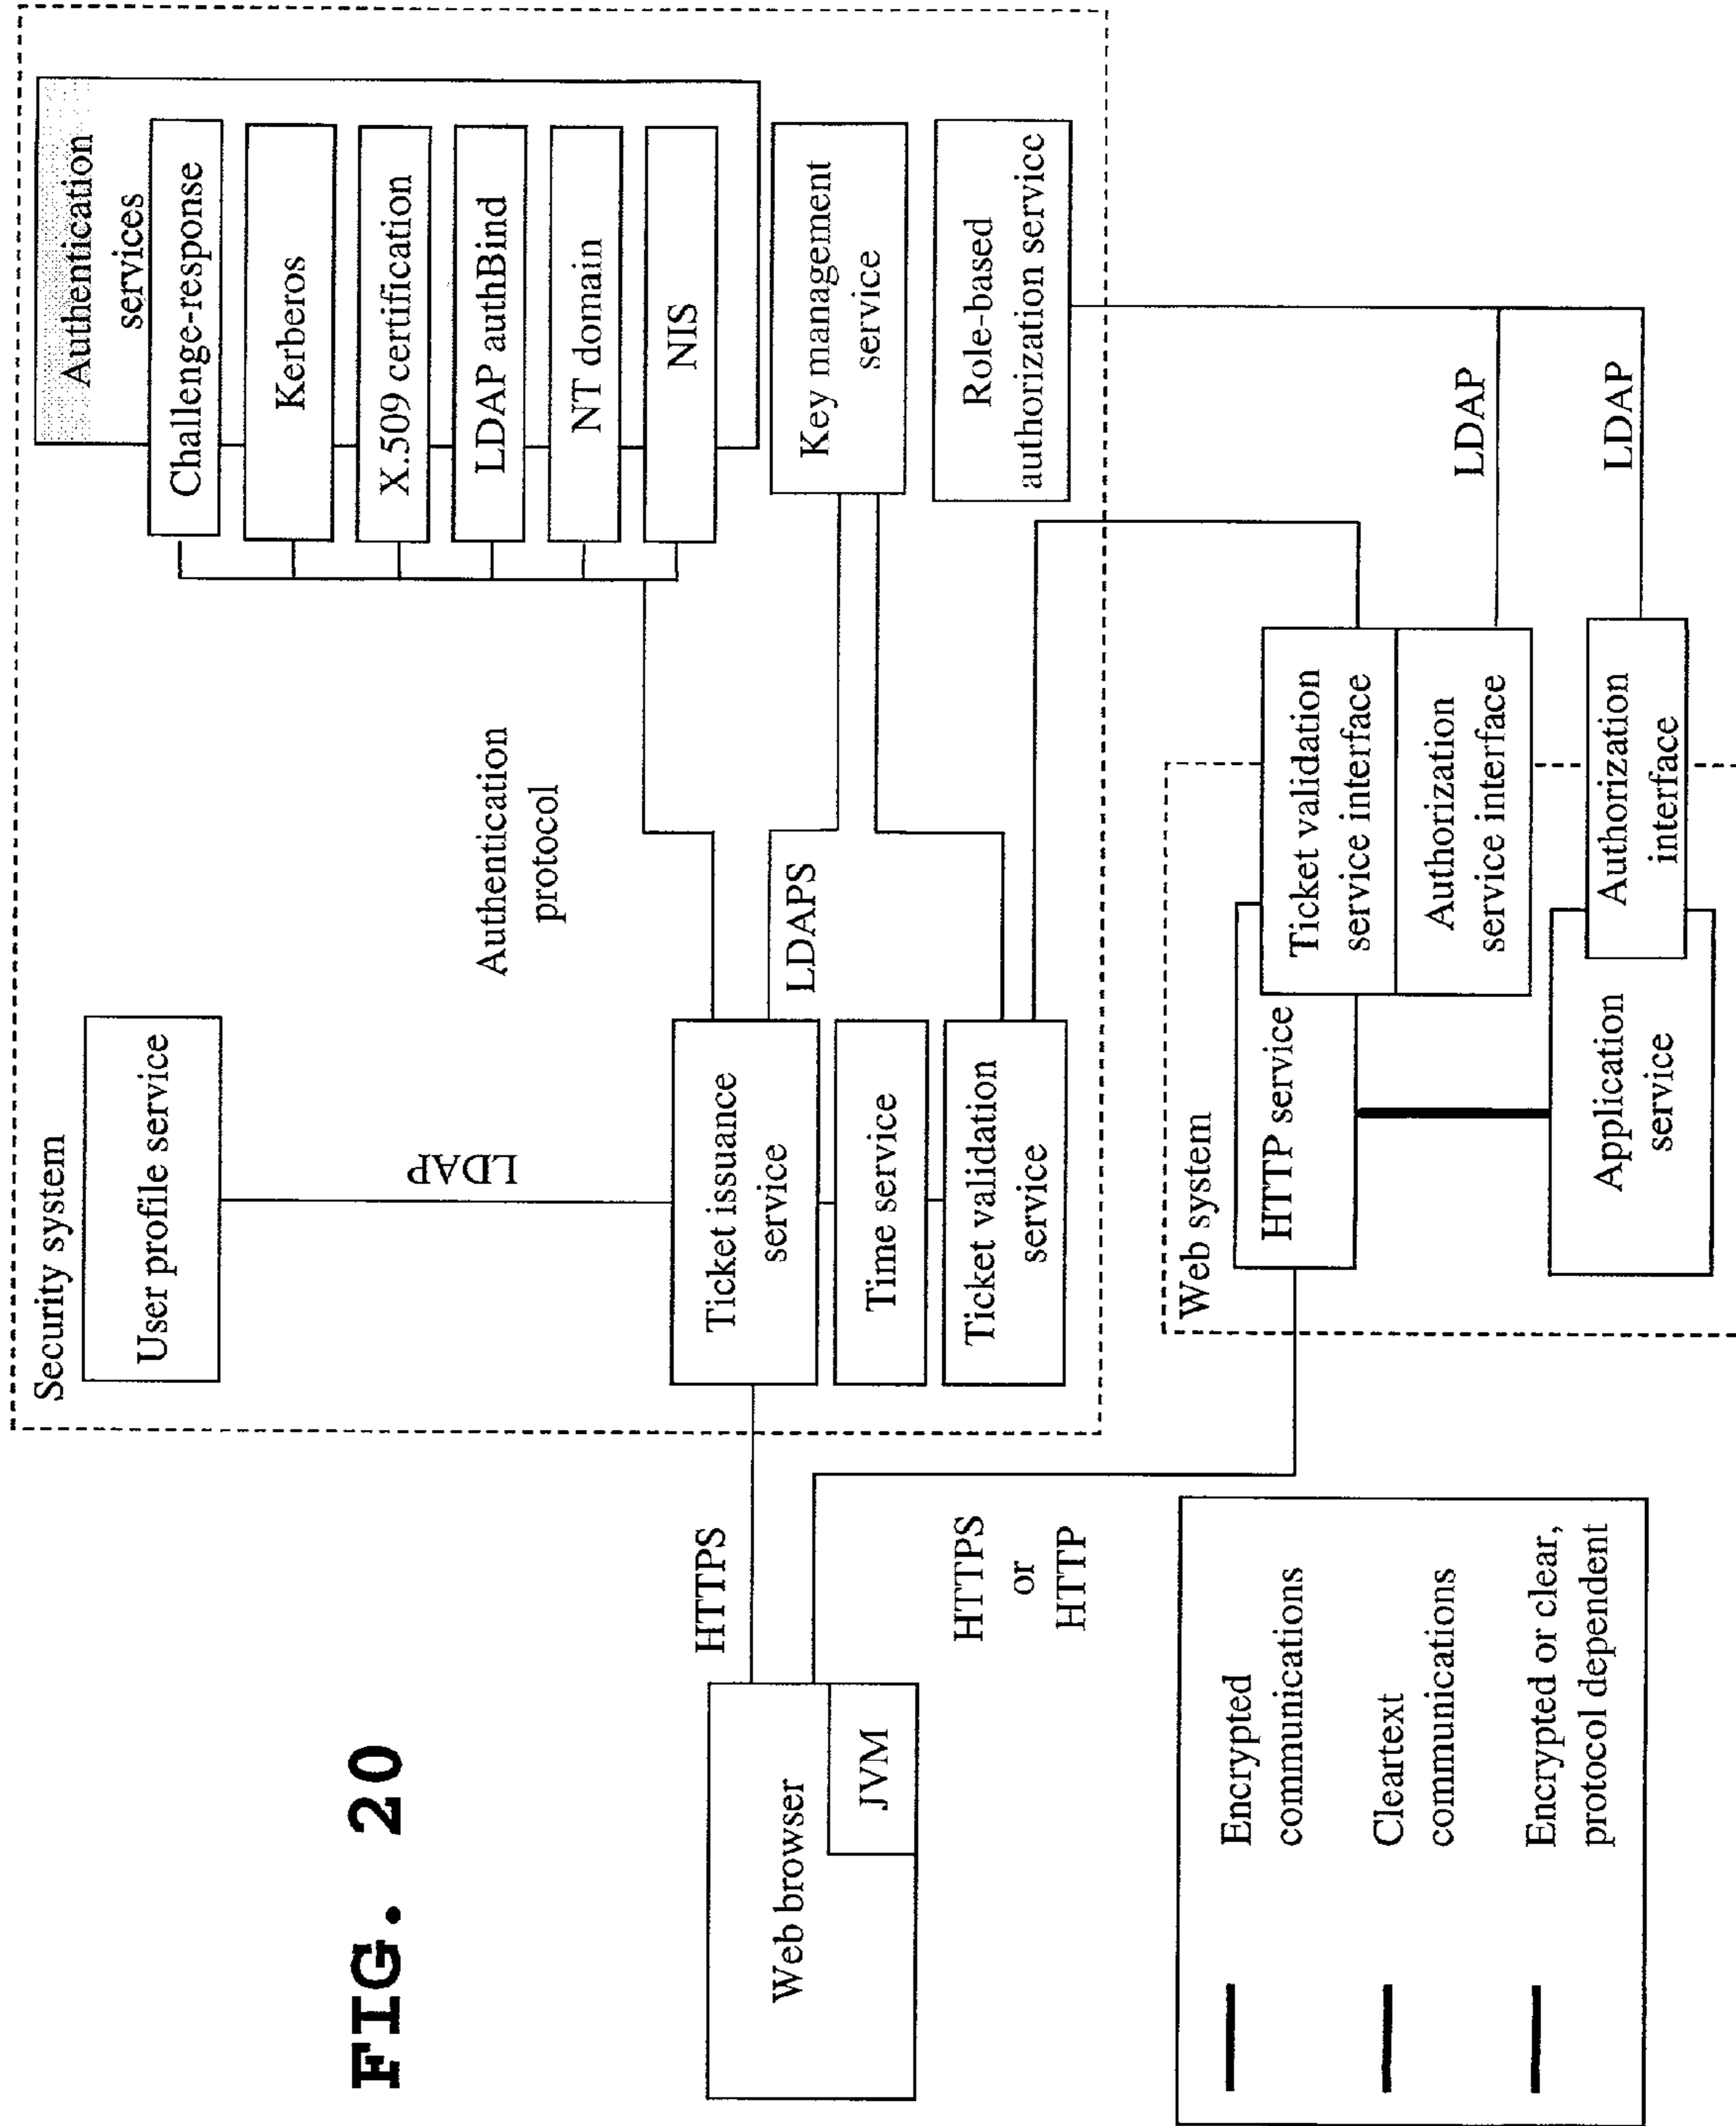 FIG. 20
Security system
User profile service
LDAP
Authentication
protocol
Authentication
services
Challenge-response
Kerberos
X.509 certification
LDAP authBind
NT domain
NIS
Key management
service
Role-based
authorization service
LDAPS
Ticket issuance
service
Time service
Ticket validation
service
Web browser
JVM
HTTPS
HTTPS
or
HTTP
Web system
HTTP service
Ticket validation
service interface
Authorization
service interface
LDAP
Application
service
Authorization
interface
LDAP
Encrypted
communications
Cleartext
communications
Encrypted or clear,
protocol dependent